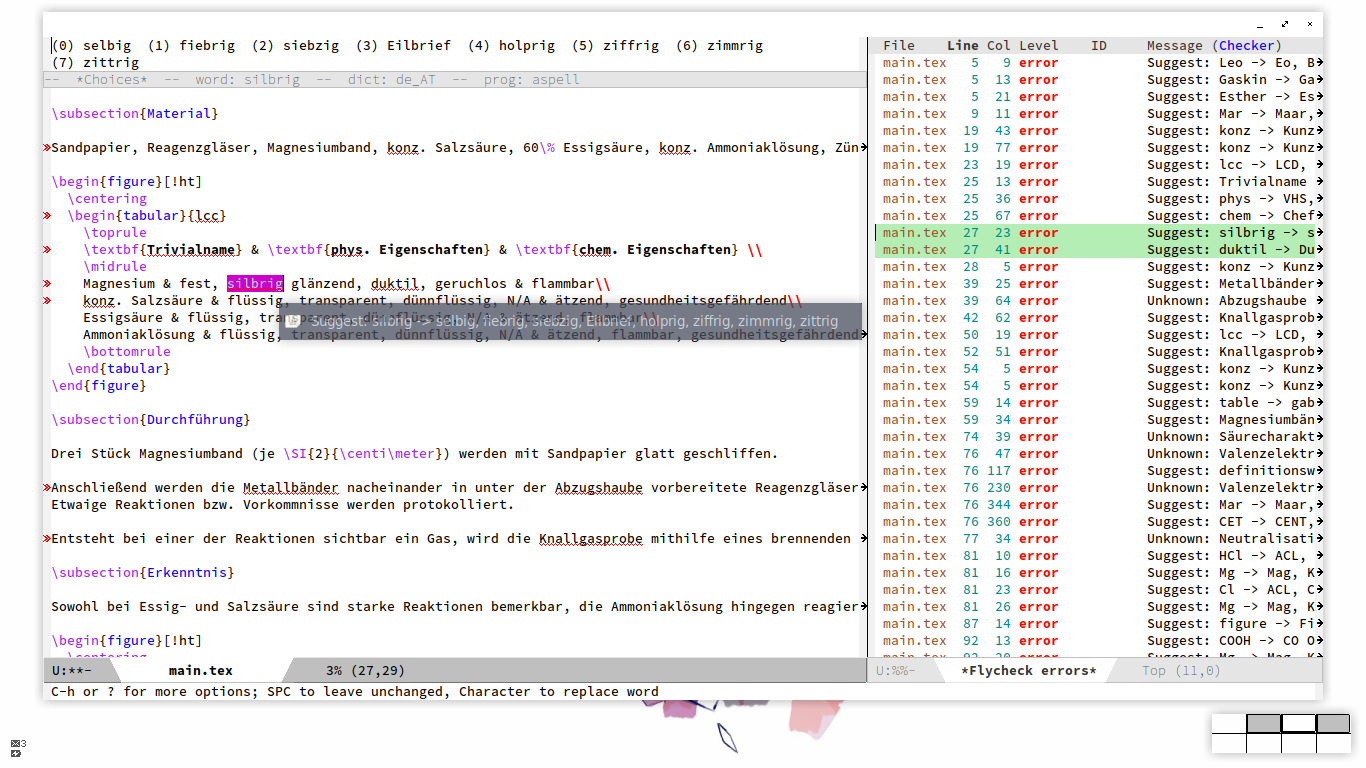 (0) selbig (1) fiebrig (2) siebzig (3) Eilbrief (4) holprig (5) ziffrig (6) zimmrig
(7) zittrig
-- *Choices* -- word: silbrig -- dict: de_AT -- prog: aspell
\subsection{Material}
Sandpapier, Reagenzgläser, Magnesiumband, konz. Salzsäure, 60\% Essigsäure, konz. Ammoniaklösung, Zün
\begin{figure}[!ht]
\centering
\begin{tabular}{lcc}
\toprule
\textbf{Trivialname} & \textbf{phys. Eigenschaften} & \textbf{chem. Eigenschaften} \\
\midrule
Magnesium & fest, silbrig glänzend, duktil, geruchlos & flammbar\\
konz. Salzsäure & flüssig, transparent, dünnflüssig, N/A & ätzend, gesundheitsgefährdend\\
Essigsäure & flüssig, transparent, dünnflüssig, N/A & ätzend, flammbar\\
Suggest: silbrig -> selbig, fiebrig, siebzig, Eilbrief, holprig, ziffrig, zimmrig, zittrig
Ammoniaklösung & flüssig, transparent, dünnflüssig, N/A & ätzend, flammbar, gesundheitsgefährdend
\bottomrule
\end{tabular}
\end{figure}
\subsection{Durchführung}
Drei Stück Magnesiumband (je \SI{2}{\centi\meter}) werden mit Sandpapier glatt geschliffen.
Anschließend werden die Metallbänder nacheinander in unter der Abzugshaube vorbereitete Reagenzgläser
Etwaige Reaktionen bzw. Vorkommnisse werden protokolliert.
Entsteht bei einer der Reaktionen sichtbar ein Gas, wird die Knallgasprobe mithilfe eines brennenden
\subsection{Erkenntnis}
Sowohl bei Essig- und Salzsäure sind starke Reaktionen bemerkbar, die Ammoniaklösung hingegen reagier
\begin{figure}[!ht]
\centering
U:**- main.tex 3% (27,29)
C-h or ? for more options; SPC to leave unchanged, Character to replace word
File Line Col Level ID Message (Checker)
main.tex 5 9 error Suggest: Leo -> Eo, B
main.tex 5 13 error Suggest: Gaskin -> Ga
main.tex 5 21 error Suggest: Esther -> Es
main.tex 9 11 error Suggest: Mar -> Maar,
main.tex 19 43 error Suggest: konz -> Kunz
main.tex 19 77 error Suggest: konz -> Kunz
main.tex 23 19 error Suggest: lcc -> LCD,
main.tex 25 13 error Suggest: Trivialname
main.tex 25 36 error Suggest: phys -> VHS,
main.tex 25 67 error Suggest: chem -> Chef
main.tex 27 23 error Suggest: silbrig -> s
main.tex 27 41 error Suggest: duktil -> Du
main.tex 28 5 error Suggest: konz -> Kunz
main.tex 39 25 error Suggest: Metallbänder
main.tex 39 64 error Unknown: Abzugshaube
main.tex 42 62 error Suggest: Knallgasprob
main.tex 50 19 error Suggest: lcc -> LCD,
main.tex 52 51 error Suggest: Knallgasprob
main.tex 54 5 error Suggest: konz -> Kunz
main.tex 54 5 error Suggest: konz -> Kunz
main.tex 59 14 error Suggest: table -> gab
main.tex 59 34 error Suggest: Magnesiumbän
main.tex 74 39 error Unknown: Säurecharakt
main.tex 76 47 error Unknown: Valenzelektr
main.tex 76 117 error Suggest: definitionsw
main.tex 76 230 error Unknown: Valenzelektr
main.tex 76 344 error Suggest: Mar -> Maar,
main.tex 76 360 error Suggest: CET -> CENT,
main.tex 77 34 error Unknown: Neutralisati
main.tex 81 10 error Suggest: HCl -> ACL,
main.tex 81 16 error Suggest: Mg -> Mag, K
main.tex 81 23 error Suggest: Cl -> ACL, C
main.tex 81 26 error Suggest: Mg -> Mag, K
main.tex 87 14 error Suggest: figure -> Fi
main.tex 92 13 error Suggest: COOH -> CO O
main.tex 92 20 error Suggest: Mg -> Mag, K
U:%%- *Flycheck errors* Top (11,0)
3